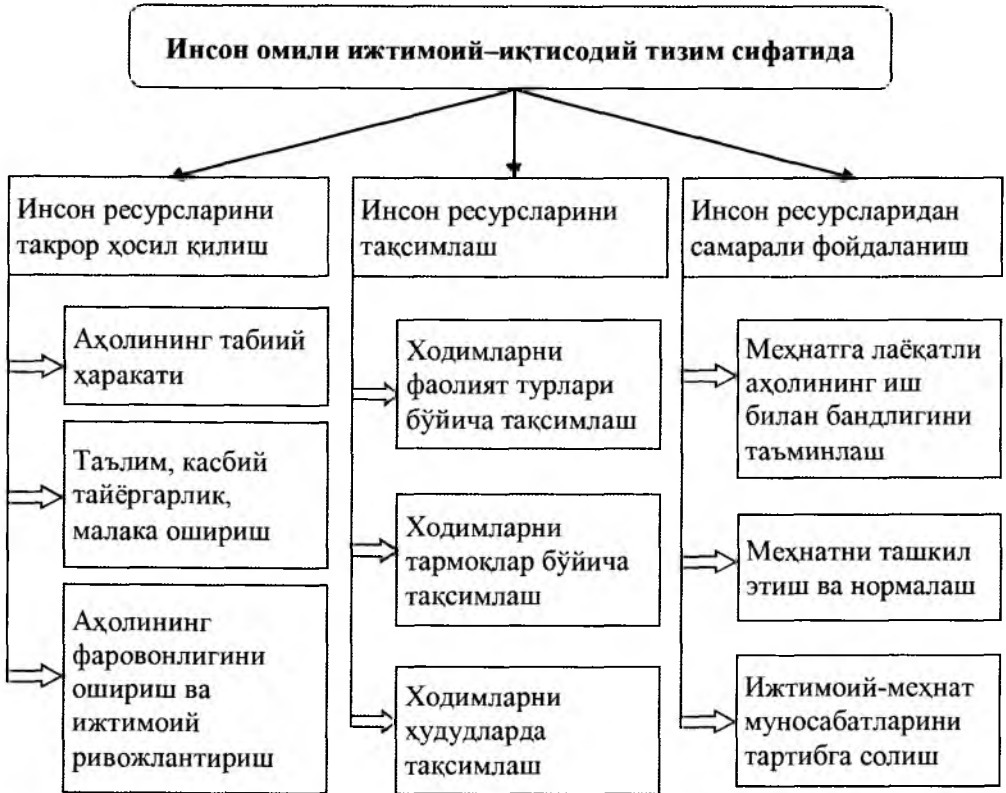 Инсон омили ижтимоий–иқтисодий тизим сифатида
Инсон ресурсларини
такрор ҳосил қилиш
Аҳолининг табиий
ҳаракати
Таълим, касбий
тайёргарлик,
малака ошириш
Аҳолининг
фаровонлигини
ошириш ва
ижтимоий
ривожлантириш
Инсон ресурсларини
тақсимлаш
Ходимларни
фаолият турлари
бўйича тақсимлаш
Ходимларни
тармоқлар бўйича
тақсимлаш
Ходимларни
ҳудудларда
тақсимлаш
Инсон ресурсларидан
самарали фойдаланиш
Меҳнатга лаёқатли
аҳолининг иш
билан бандлигини
таъминлаш
Меҳнатни ташкил
этиш ва нормалаш
Ижтимоий-меҳнат
муносабатларини
тартибга солиш